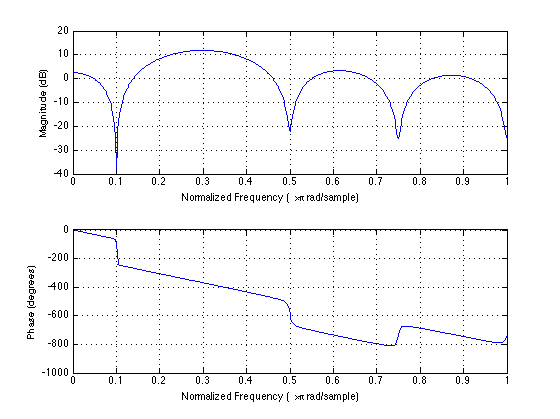 20
10
0
-10
-20
-30
-40
Magnitude (dB)
0 0.1 0.2 0.3 0.4 0.5 0.6 0.7 0.8 0.9 1
Normalized Frequency (×π rad/sample)
0
-200
-400
-600
-800
-1000
Phase (degrees)
0 0.1 0.2 0.3 0.4 0.5 0.6 0.7 0.8 0.9 1
Normalized Frequency (×π rad/sample)